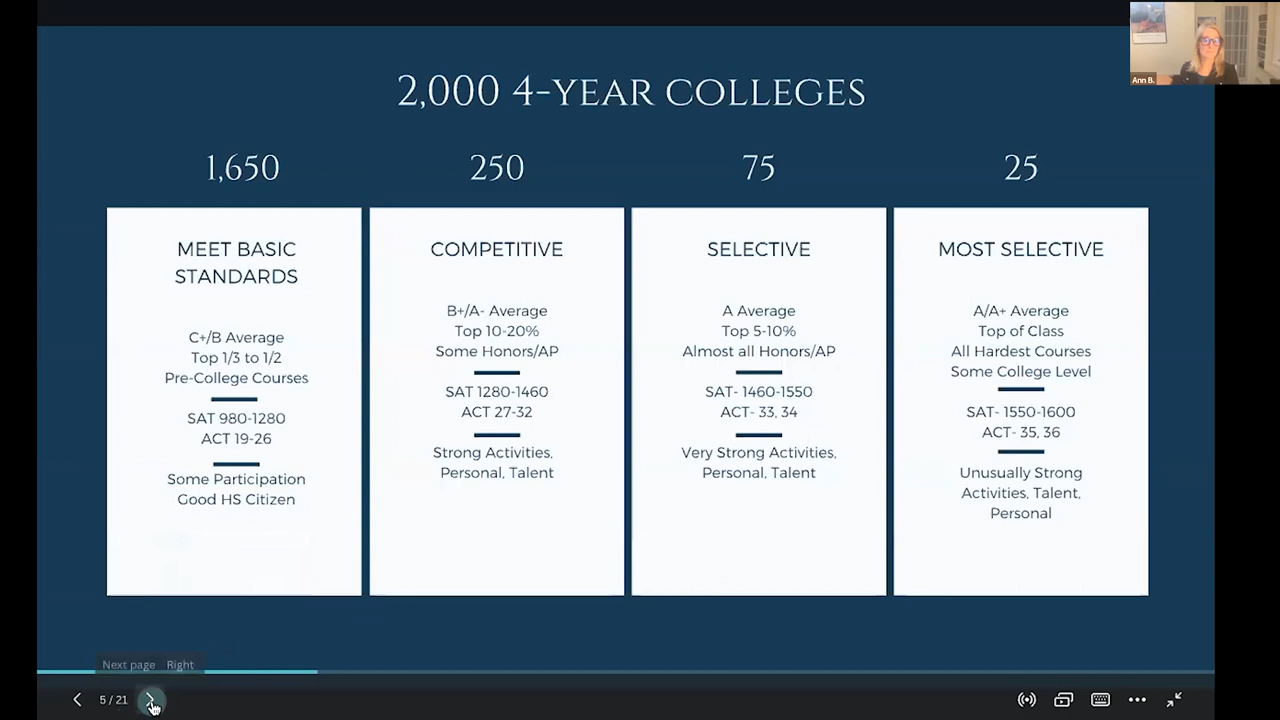 Ann B.
2,000 4-YEAR COLLEGES
1,650
250
75
25
MEET BASIC
STANDARDS
C+/B Average
Top 1/3 to 1/2
Pre-College Courses
SAT 980-1280
ACT 19-26
Some Participation
Good HS Citizen
COMPETITIVE
B+/A- Average
Top 10-20%
Some Honors/AP
SAT 1280-1460
ACT 27-32
Strong Activities,
Personal, Talent
SELECTIVE
A Average
Top 5-10%
Almost all Honors/AP
SAT- 1460-1550
ACT- 33, 34
Very Strong Activities,
Personal, Talent
MOST SELECTIVE
A/A+ Average
Top of Class
All Hardest Courses
Some College Level
SAT- 1550-1600
ACT- 35, 36
Unusually Strong
Activities, Talent,
Personal
Next page Right
5 / 21